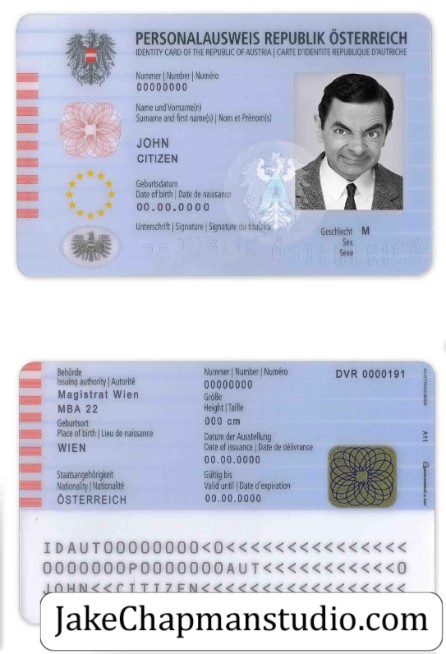 PERSONALAUSWEIS REPUBLIK ÖSTERREICH
IDENTITY CARD OF THE REPUBLIC OF AUSTRIA | CARTE D'IDENTITE REPUBLIQUE D'AUTRICHE
Nummer | Number | Numéro
00000000
Name und Vorname(n)
Surname and first name(s) | Nom et Prénom(s)
JOHN
CITIZEN
Geburtsdatum
Date of birth | Date de naissance
00.00.0000
Unterschrift | Signature | Signature du titulaire
Geschlecht M
Sex
Sexe
Behörde
Issuing authority | Autorité
Magistrat Wien
MBA 22
Geburtsort
Place of birth | Lieu de naissance
WIEN
Staatsangehörigkeit
Nationality | Nationalité
ÖSTERREICH
Nummer | Number | Numéro
00000000
Größe
Height | Taille
000 cm
Datum der Ausstellung
Date of issuance | Date de délivrance
00.00.0000
Gültig bis
Valid until | Date d'expiration
00.00.0000
DVR 0000191
A11
IDAUT00000000<0<<<<<<<<<<<<<<<
0000000P0000000AUT<<<<<<<<<<<0
JOHN<<CITIZEN<<<<<<<<<<<<<<<<<
JakeChapmanstudio.com